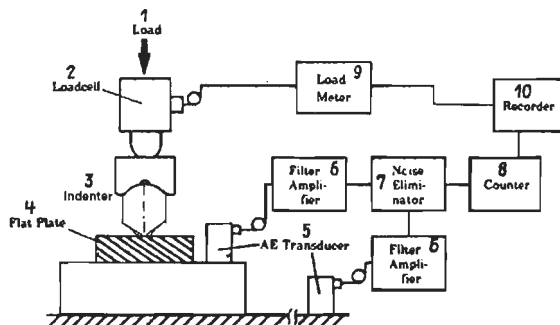 1
Load
2
Loadcell
9
Load
Meter
10
Recorder
3
Indenter
4
Flat Plate
6
Filter
Ampli-
fier
7
Noise
Elimi-
nator
8
Counter
5
AE Transducer
6
Filter
Ampli-
fier